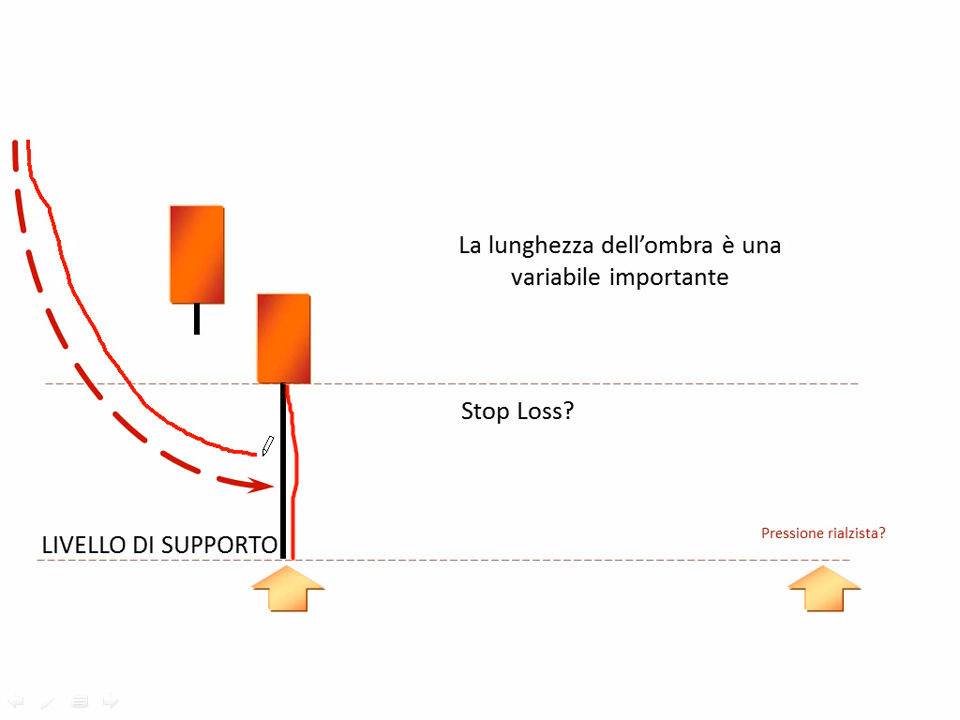 La lunghezza dell’ombra è una
variabile importante
Stop Loss?
Pressione rialzista?
LIVELLO DI SUPPORTO